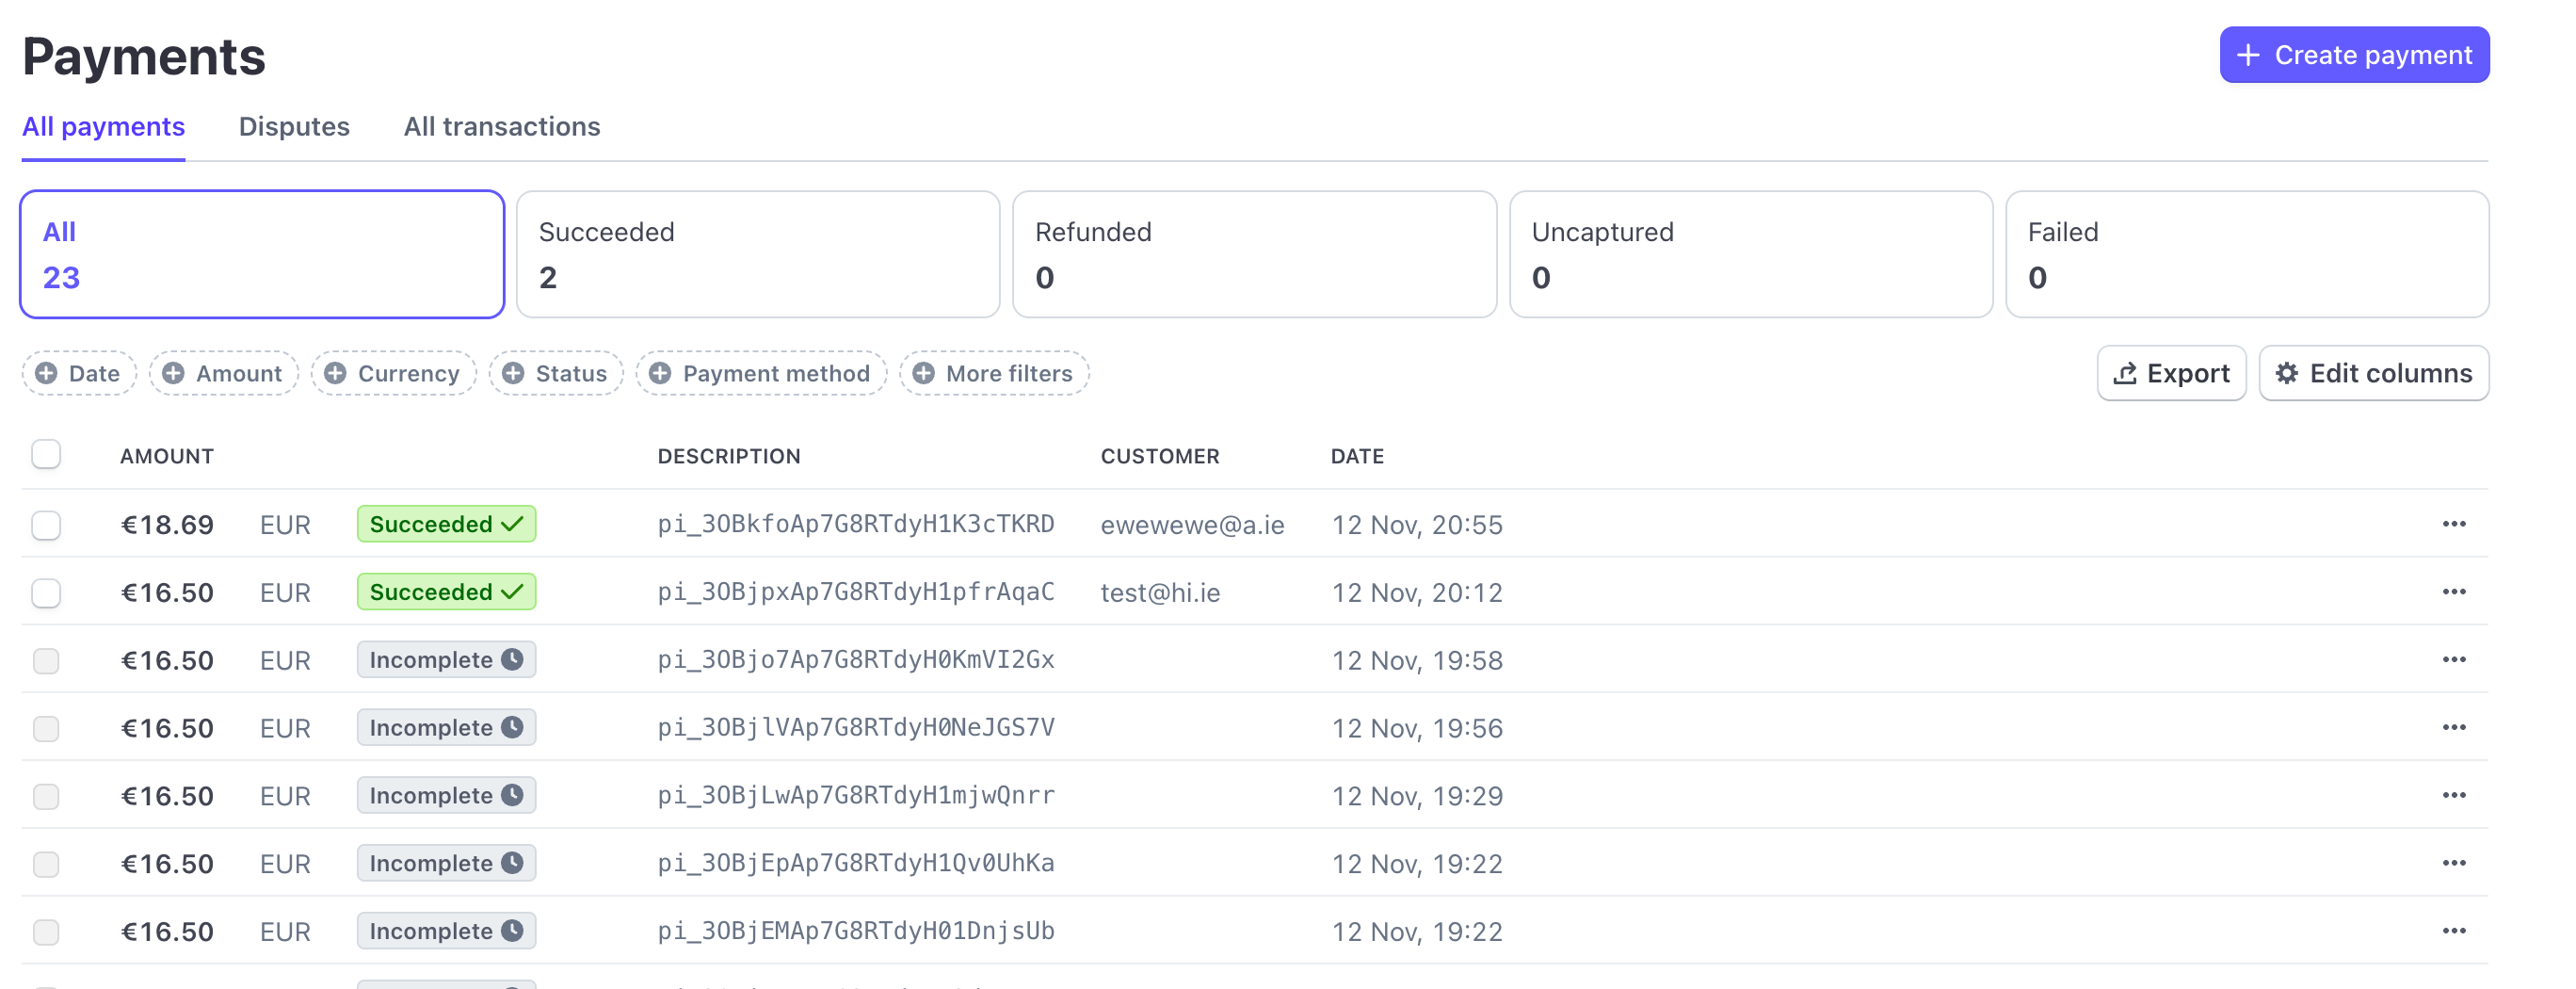 Payments
+ Create payment
All payments Disputes All transactions
All Succeeded Refunded Uncaptured Failed
23 2 0 0 0
Date Amount Currency Status Payment method More filters Export Edit columns
AMOUNT DESCRIPTION CUSTOMER DATE
€18.69 EUR Succeeded pi_3OBkfoAp7G8RTdyH1K3cTKRD ewewewe@a.ie 12 Nov, 20:55
€16.50 EUR Succeeded pi_3OBjpxAp7G8RTdyH1pfrAqaC test@hi.ie 12 Nov, 20:12
€16.50 EUR Incomplete pi_3OBjo7Ap7G8RTdyH0KmVI2Gx 12 Nov, 19:58
€16.50 EUR Incomplete pi_3OBjlVAp7G8RTdyH0NeJGS7V 12 Nov, 19:56
€16.50 EUR Incomplete pi_3OBjLwAp7G8RTdyH1mjwQnrr 12 Nov, 19:29
€16.50 EUR Incomplete pi_3OBjEpAp7G8RTdyH1Qv0UhKa 12 Nov, 19:22
€16.50 EUR Incomplete pi_3OBjEMAp7G8RTdyH01DnjsUb 12 Nov, 19:22